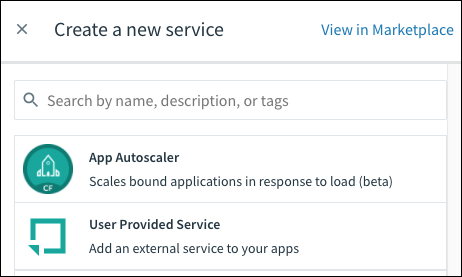 Create a new service
View in Marketplace
Search by name, description, or tags
App Autoscaler
CF
Scales bound applications in response to load (beta)
User Provided Service
Add an external service to your apps